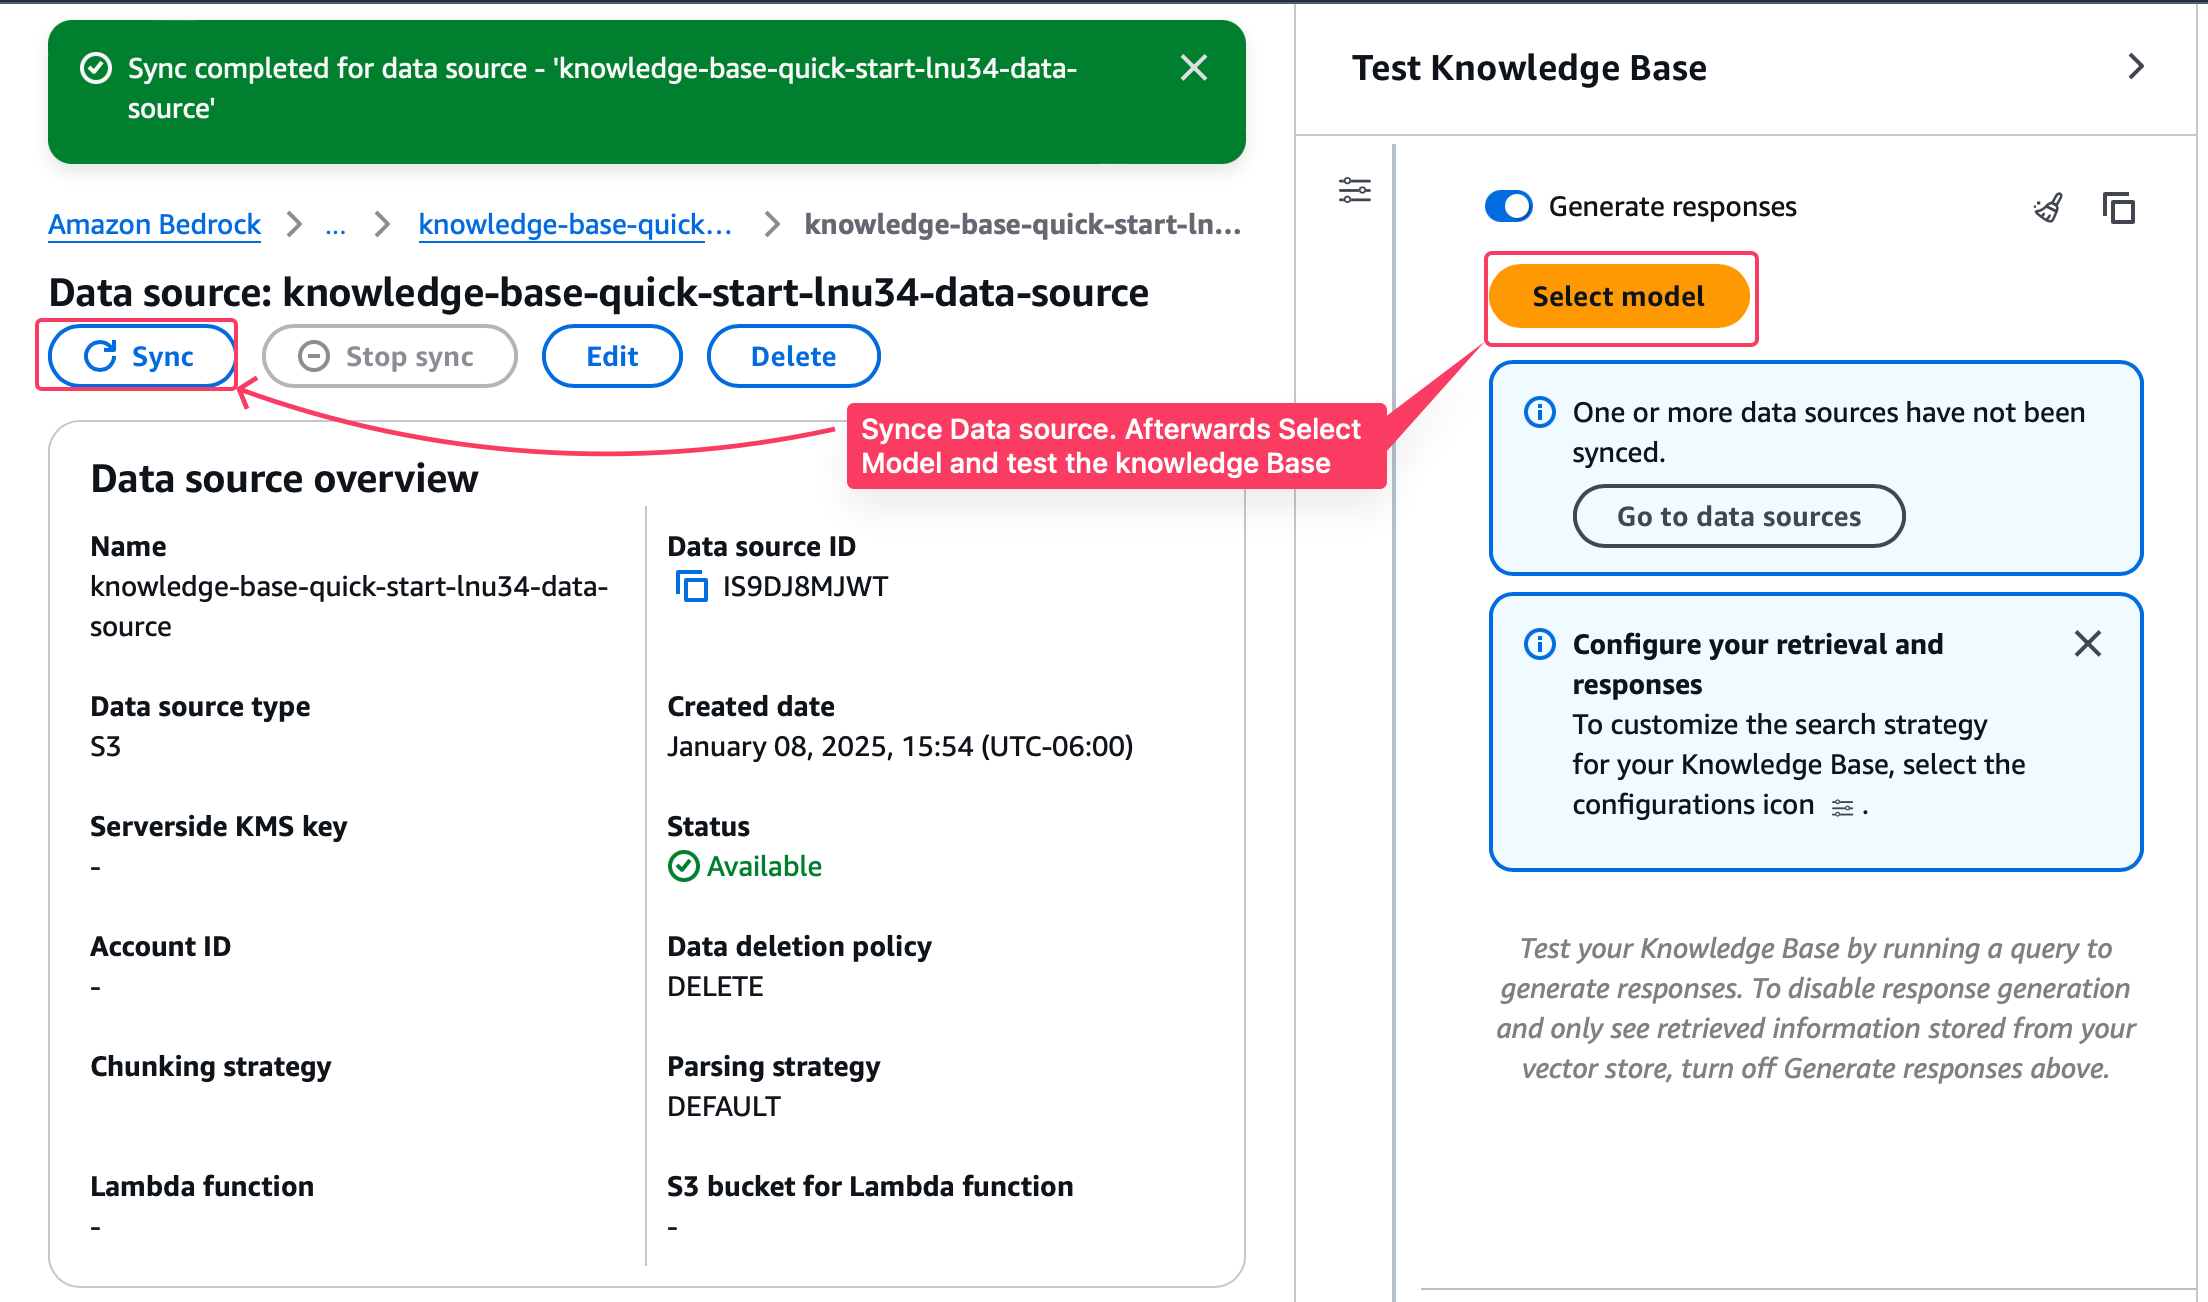 Sync completed for data source - 'knowledge-base-quick-start-lnu34-data-
source'
Amazon Bedrock
...
knowledge-base-quick...
knowledge-base-quick-start-ln...
Data source: knowledge-base-quick-start-lnu34-data-source
Sync
Stop sync
Edit
Delete
Synce Data source. Afterwards Select
Model and test the knowledge Base
Data source overview
Name
knowledge-base-quick-start-lnu34-data-
source
Data source ID
IS9DJ8MJWT
Data source type
S3
Created date
January 08, 2025, 15:54 (UTC-06:00)
Serverside KMS key
-
Status
Available
Account ID
-
Data deletion policy
DELETE
Chunking strategy
Parsing strategy
DEFAULT
Lambda function
-
S3 bucket for Lambda function
-
Test Knowledge Base
Generate responses
Select model
One or more data sources have not been
synced.
Go to data sources
Configure your retrieval and
responses
To customize the search strategy
for your Knowledge Base, select the
configurations icon .
Test your Knowledge Base by running a query to
generate responses. To disable response generation
and only see retrieved information stored from your
vector store, turn off Generate responses above.